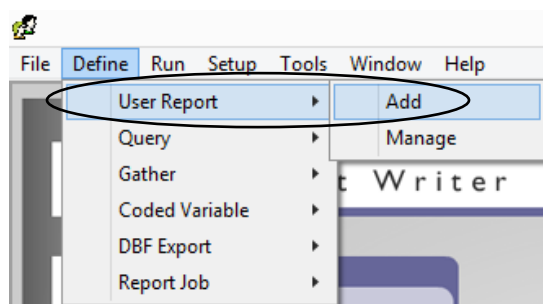 File Define Run Setup Tools Window Help
User Report Add
Query Manage
Gather t Writer
Coded Variable
DBF Export
Report Job